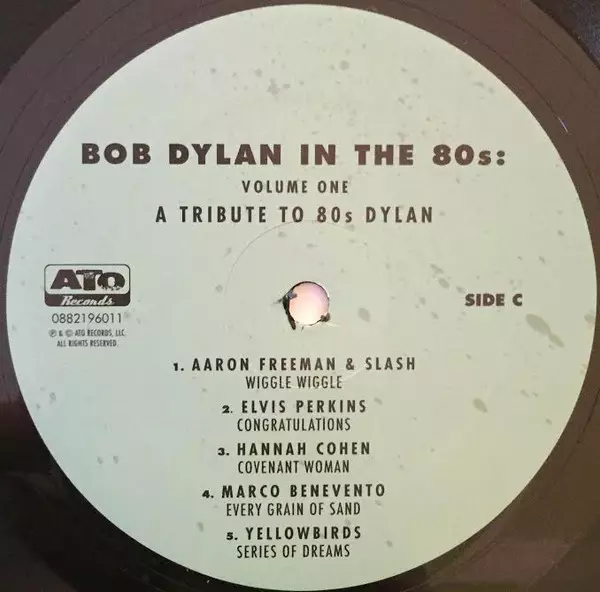 BOB DYLAN IN THE 80s:
VOLUME ONE
A TRIBUTE TO 80s DYLAN
ATO
Records
0882196011
℗ & © ATO RECORDS, LLC.
ALL RIGHTS RESERVED.
SIDE C
1. AARON FREEMAN & SLASH
WIGGLE WIGGLE
2. ELVIS PERKINS
CONGRATULATIONS
3. HANNAH COHEN
COVENANT WOMAN
4. MARCO BENEVENTO
EVERY GRAIN OF SAND
5. YELLOWBIRDS
SERIES OF DREAMS